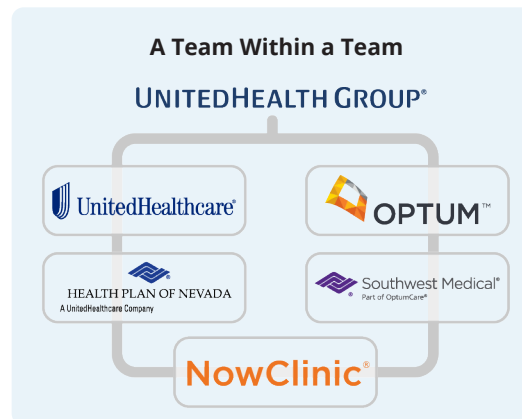 A Team Within a Team
UNITEDHEALTH GROUP®
UnitedHealthcare®
OPTUM™
HEALTH PLAN OF NEVADA
A UnitedHealthcare Company
Southwest Medical®
Part of OptumCare®
NowClinic®